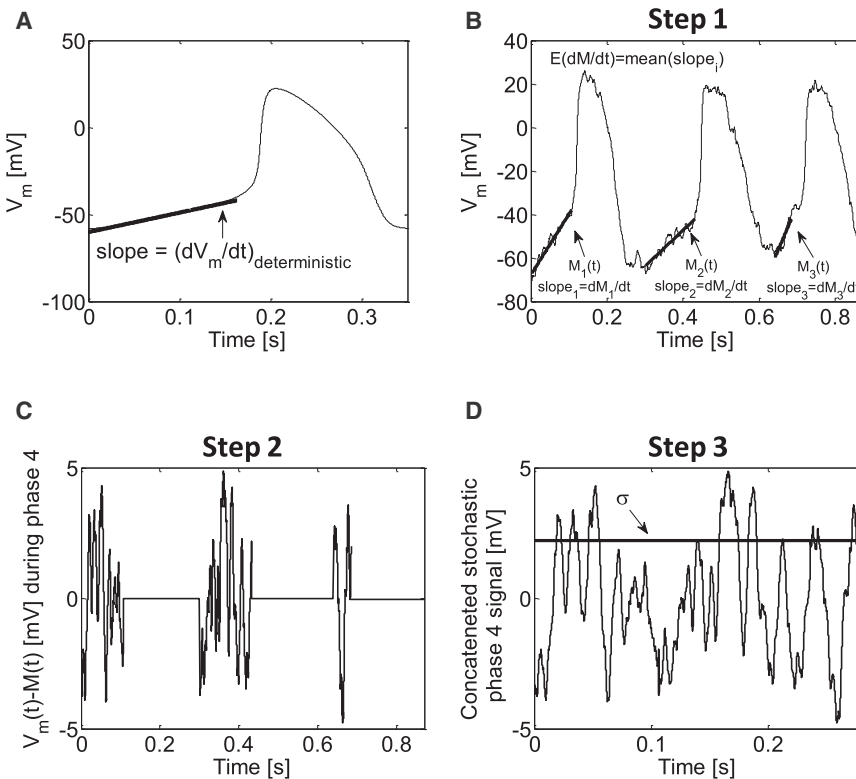 A
50
0
-50
-100
V_m [mV]
slope = (dV_m/dt)_deterministic
0
0.1
0.2
0.3
Time [s]
B
Step 1
40
20
0
-20
-40
-60
-80
V_m [mV]
E(dM/dt)=mean(slope_i)
M_1(t)
slope_1=dM_1/dt
M_2(t)
slope_2=dM_2/dt
M_3(t)
slope_3=dM_3/dt
0
0.2
0.4
0.6
0.8
Time [s]
C
Step 2
5
0
-5
V_m(t)-M(t) [mV] during phase 4
0
0.2
0.4
0.6
0.8
Time [s]
D
Step 3
5
0
-5
Concateneted stochastic
phase 4 signal [mV]
σ
0
0.1
0.2
Time [s]